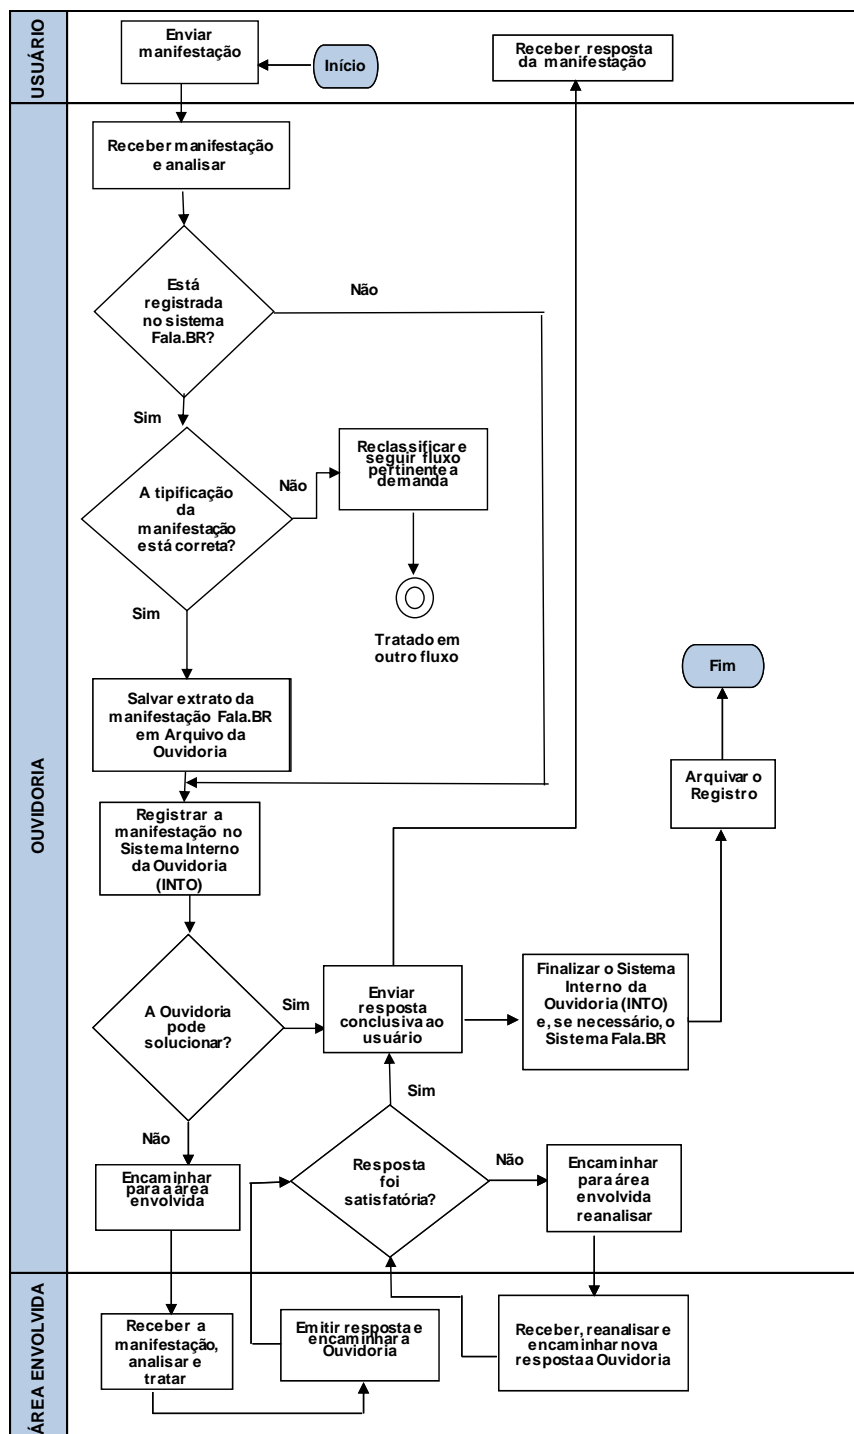 USUÁRIO
Enviar
manifestação
Início
Receber resposta
da manifestação
OUVIDORIA
Receber manifestação
e analisar
Está
registrada
no sistema
Fala.BR?
Não
Sim
A tipificação
da
manifestação
está correta?
Não
Reclassificar e
seguir fluxo
pertinente a
demanda
Tratado em
outro fluxo
Sim
Salvar extrato da
manifestação Fala.BR
em Arquivo da
Ouvidoria
Fim
Arquivar o
Registro
Registrar a
manifestação no
Sistema Interno
da Ouvidoria
(INTO)
A Ouvidoria
pode
solucionar?
Sim
Enviar
resposta
conclusiva ao
usuário
Finalizar o Sistema
Interno da
Ouvidoria (INTO)
e, se necessário, o
Sistema Fala.BR
Sim
Não
Encaminhar
para a área
envolvida
Resposta
foi
satisfatória?
Não
Encaminhar
para área
envolvida
reanalisar
ÁREA ENVOLVIDA
Receber a
manifestação,
analisar e
tratar
Emitir resposta e
encaminhar a
Ouvidoria
Receber, reanalisar e
encaminhar nova
resposta a Ouvidoria